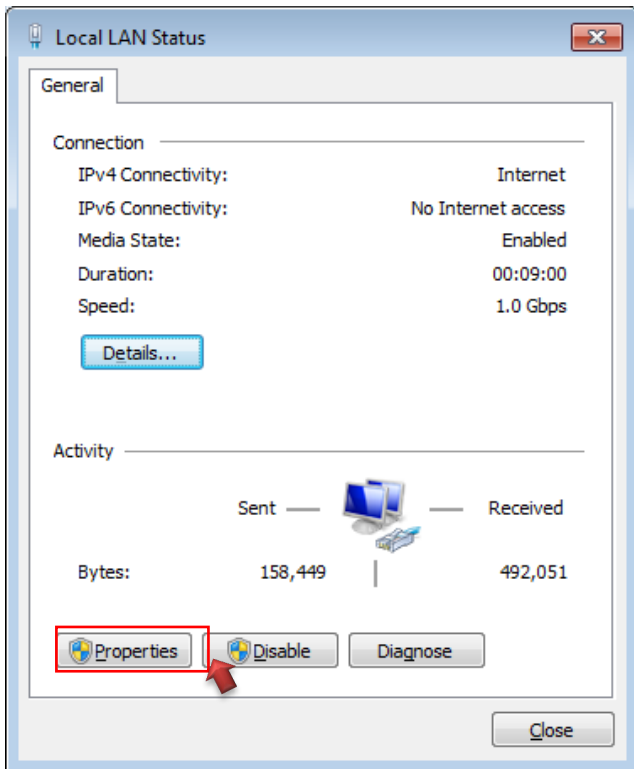 Local LAN Status
General
Connection
IPv4 Connectivity: Internet
IPv6 Connectivity: No Internet access
Media State: Enabled
Duration: 00:09:00
Speed: 1.0 Gbps
Details...
Activity
Sent Received
Bytes: 158,449 492,051
Properties Disable Diagnose
Close